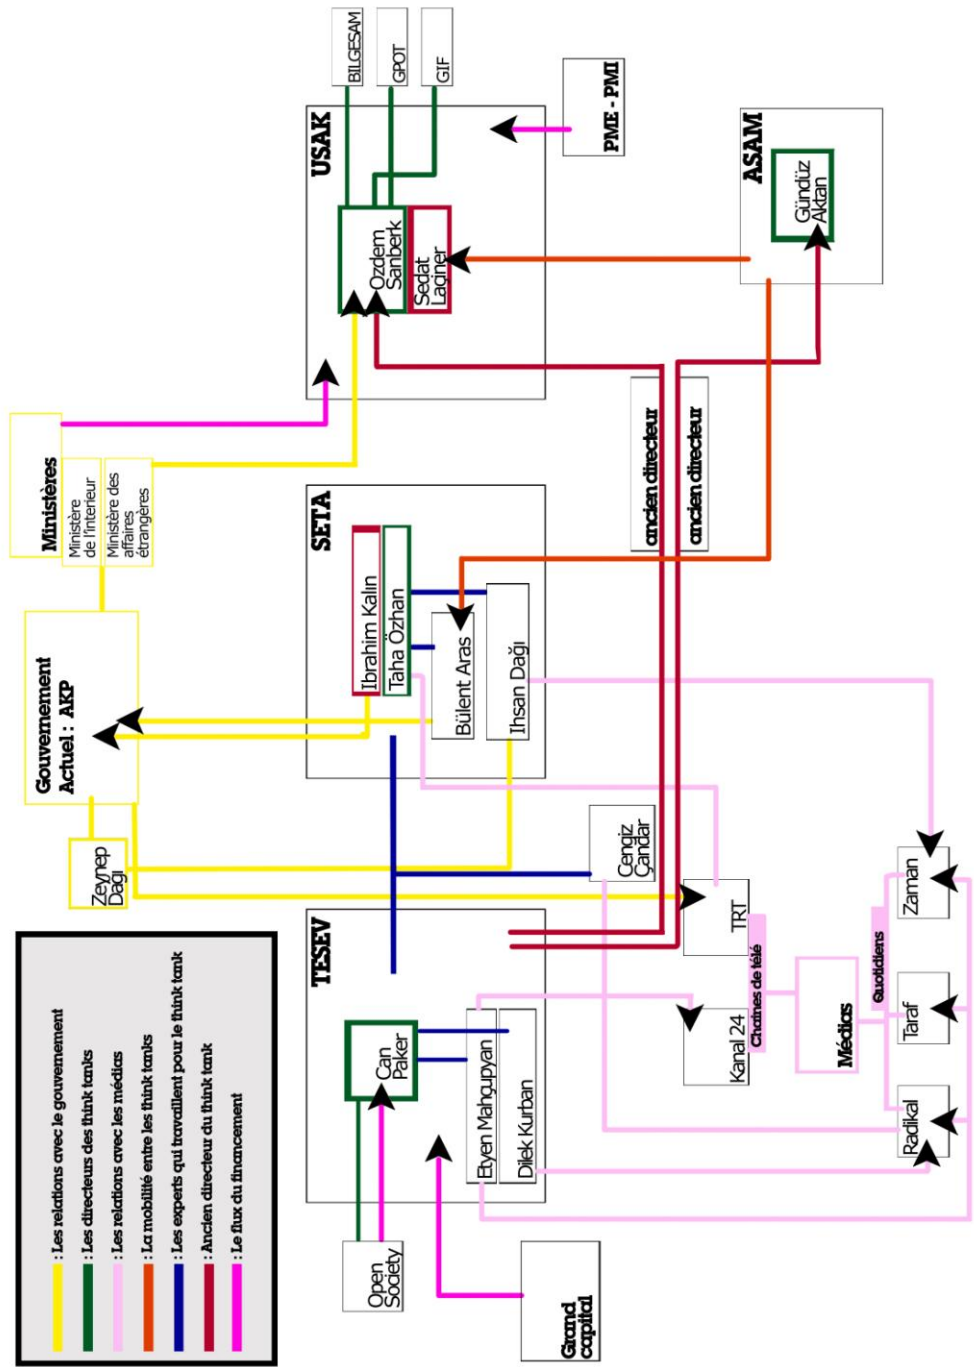 : Les relations avec le gouvernement
: Les directeurs des think tanks
: Les relations avec les médias
: La mobilité entre les think tanks
: Les experts qui travaillent pour le think tank
: Ancien directeur du think tank
: Le flux du financement
Zeynep
Dağı
Gouvernement
Actuel : AKP
Ministères
Ministère
de l'interieur
Ministère des
affaires
étrangères
Open
Society
Grand
capital
TESEV
Can
Paker
Etyen Mahçupyan
Dilek Kurban
SETA
Ibrahim Kalın
Taha Özhan
Bülent Aras
Ihsan Dağı
USAK
Ozdem
Sanberk
Sedat
Laçiner
BILGESAM
GPOT
GIF
PME - PMI
Cengiz
Çandar
ancien directeur
ancien directeur
ASAM
Gündüz
Aktan
Kanal 24
TRT
Chaines de télé
Médias
Quotidiens
Radikal
Taraf
Zaman